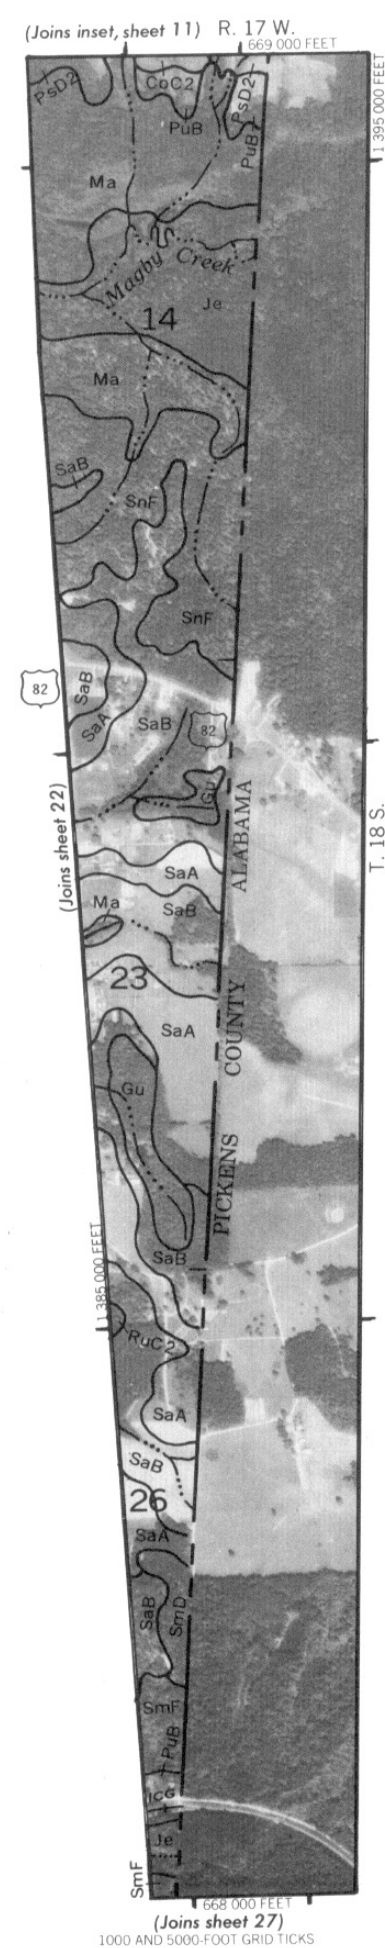 (Joins inset, sheet 11) R. 17 W.
669 000 FEET
1 395 000 FEET
PsD2
CoC2
PsD2
PuB
PuB
Ma
Magby Creek
Je
14
Ma
SaB
SnF
SnF
82
SaB
SaA
SaB
82
Gu
T. 18 S.
(Joins sheet 22)
SaA
Ma
SaB
23
SaA
PICKENS COUNTY ALABAMA
Gu
SaB
1 385 000 FEET
RuC2
SaA
SaB
26
SaA
SaB
SmD
SmF
PuB
Je
SmF
668 000 FEET
(Joins sheet 27)
1000 AND 5000-FOOT GRID TICKS